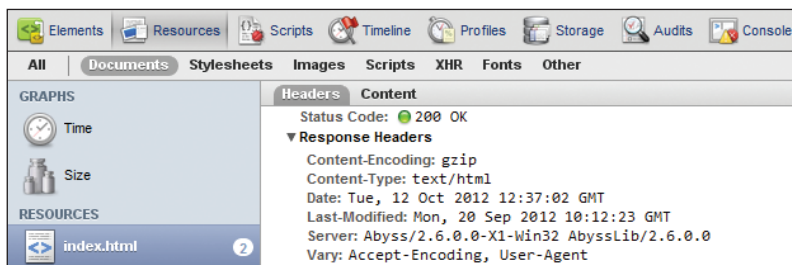 Elements Resources Scripts Timeline Profiles Storage Audits Console
All Documents Stylesheets Images Scripts XHR Fonts Other
GRAPHS
Time
Size
RESOURCES
index.html 2
Headers Content
Status Code: 200 OK
▼Response Headers
Content-Encoding: gzip
Content-Type: text/html
Date: Tue, 12 Oct 2012 12:37:02 GMT
Last-Modified: Mon, 20 Sep 2012 10:12:23 GMT
Server: Abyss/2.6.0.0-X1-Win32 AbyssLib/2.6.0.0
Vary: Accept-Encoding, User-Agent